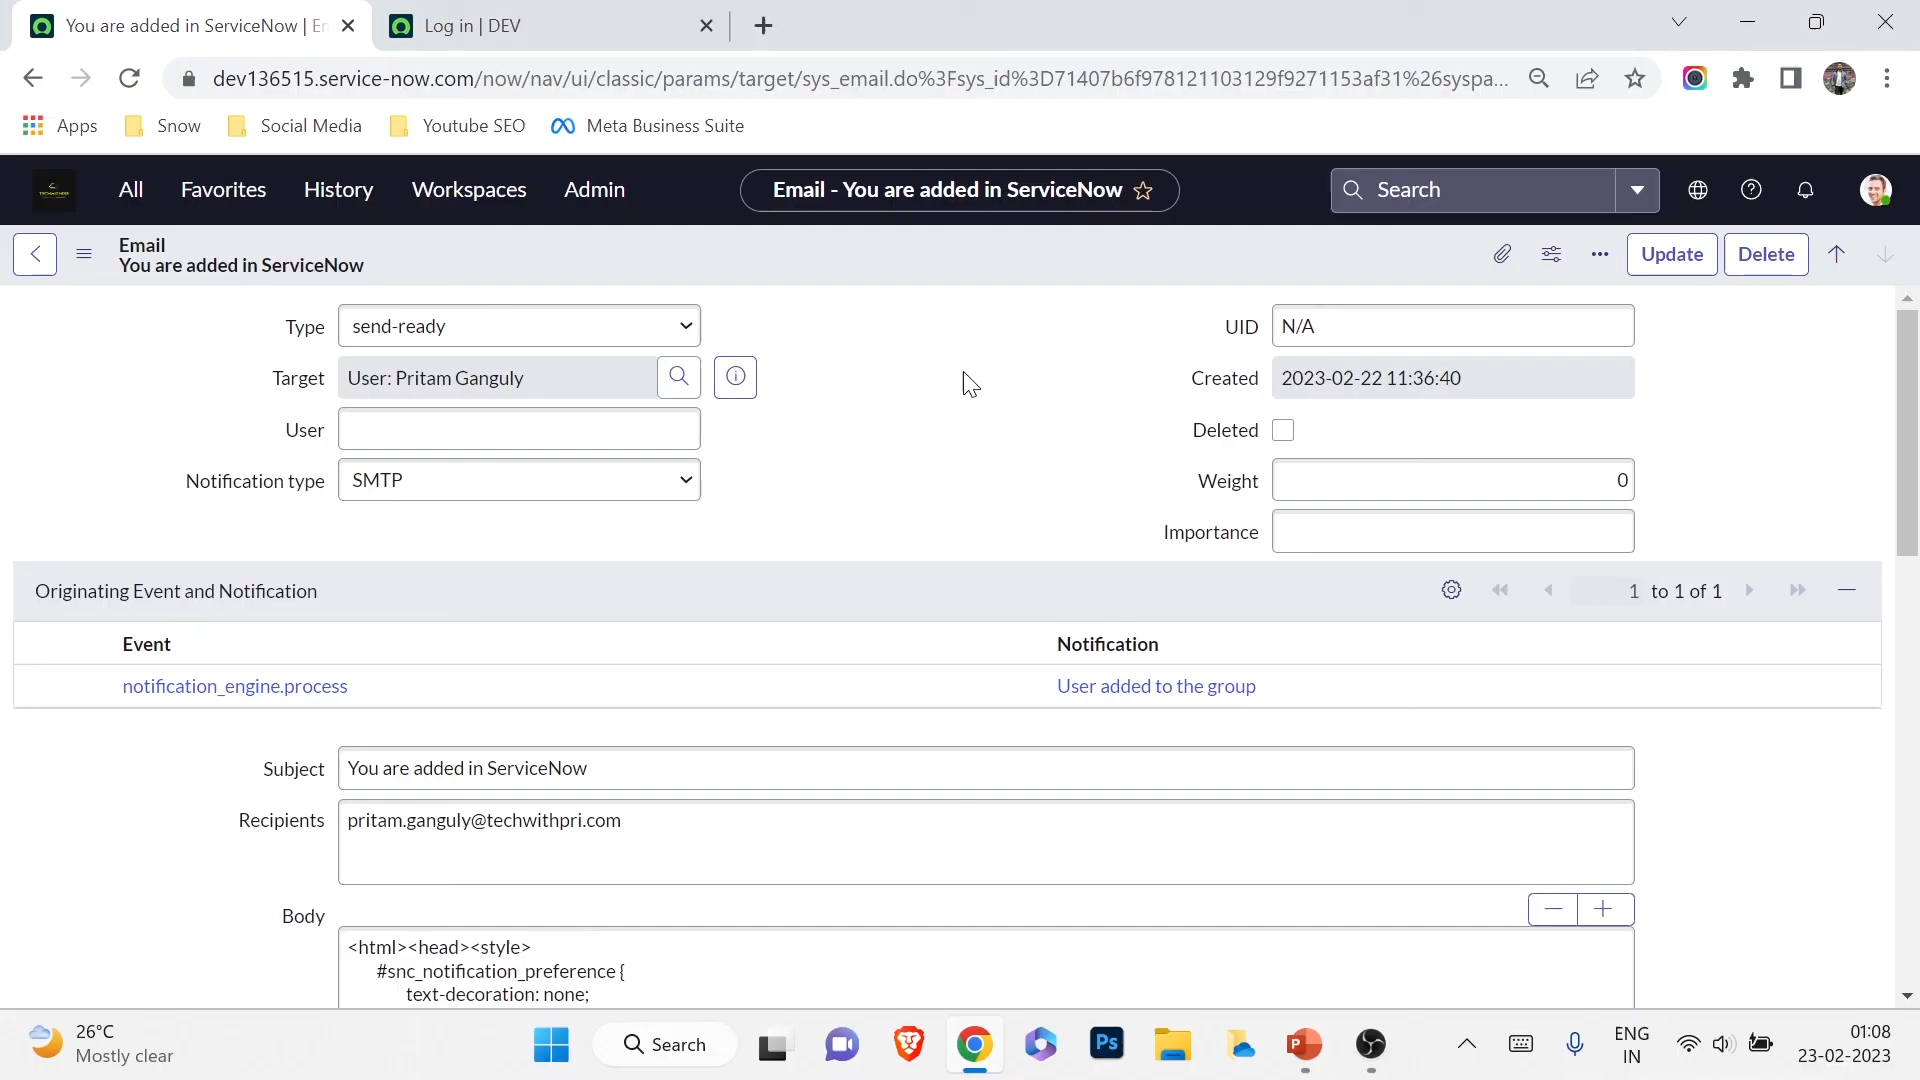 You are added in ServiceNow | En
Log in | DEV
dev136515.service-now.com/now/nav/ui/classic/params/target/sys_email.do%3Fsys_id%3D71407b6f978121103129f9271153af31%26syspa...
Apps
Snow
Social Media
Youtube SEO
Meta Business Suite
All
Favorites
History
Workspaces
Admin
Email - You are added in ServiceNow
Search
Email
You are added in ServiceNow
Update
Delete
Type
send-ready
UID
N/A
Target
User: Pritam Ganguly
Created
2023-02-22 11:36:40
User
Deleted
Notification type
SMTP
Weight
0
Importance
Originating Event and Notification
1 to 1 of 1
Event
Notification
notification_engine.process
User added to the group
Subject
You are added in ServiceNow
Recipients
pritam.ganguly@techwithpri.com
Body
<html><head><style>
#snc_notification_preference {
text-decoration: none;
26°C
Mostly clear
Search
Ps
P
ENG
IN
01:08
23-02-2023